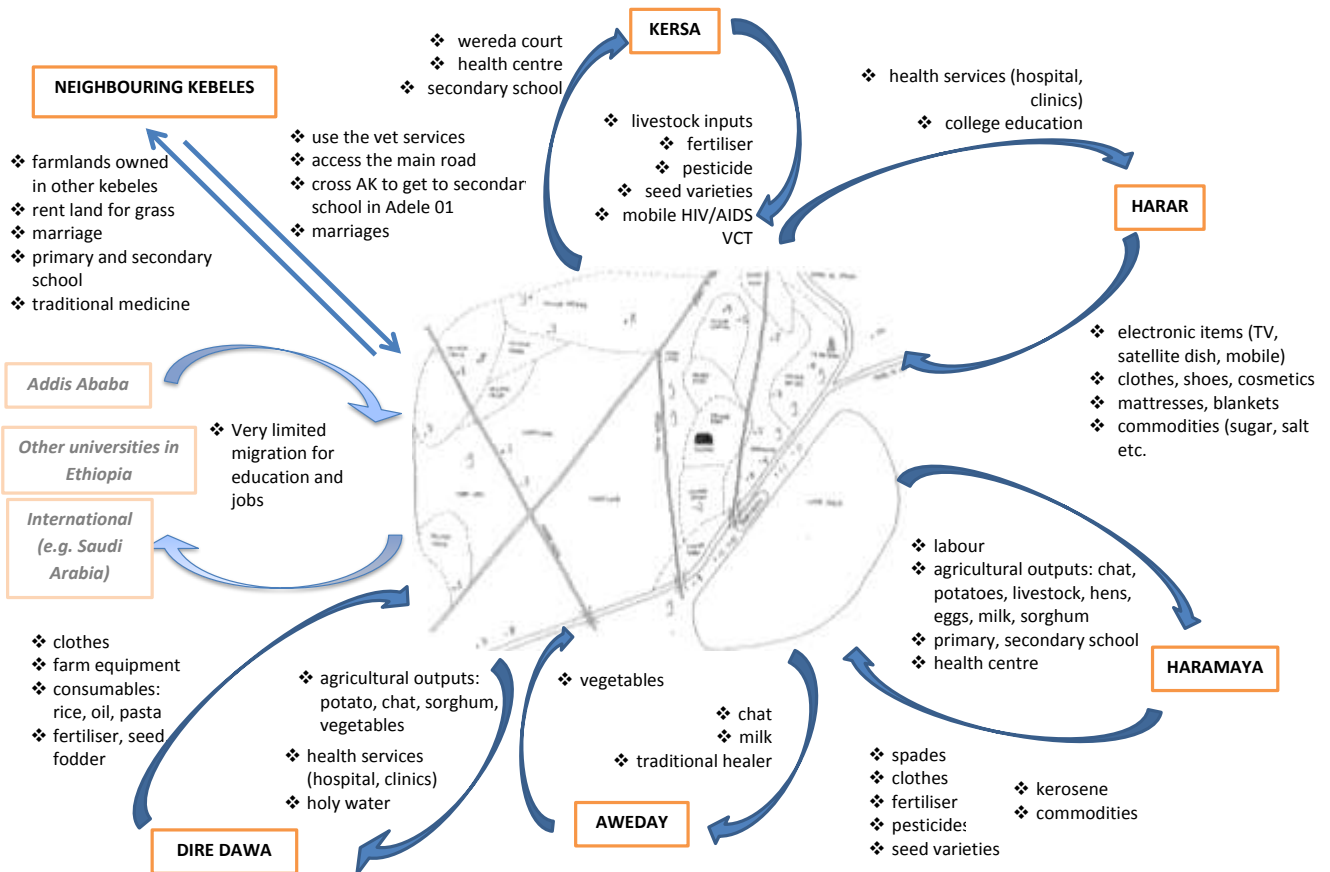 KERSA
❖ wereda court
❖ health centre
❖ secondary school
❖ livestock inputs
❖ fertiliser
❖ pesticide
❖ seed varieties
❖ mobile HIV/AIDS
VCT
❖ health services (hospital,
clinics)
❖ college education
HARAR
❖ electronic items (TV,
satellite dish, mobile)
❖ clothes, shoes, cosmetics
❖ mattresses, blankets
❖ commodities (sugar, salt
etc.
NEIGHBOURING KEBELES
❖ farmlands owned
in other kebeles
❖ rent land for grass
❖ marriage
❖ primary and secondary
school
❖ traditional medicine
❖ use the vet services
❖ access the main road
❖ cross AK to get to secondar
school in Adele 01
❖ marriages
Addis Ababa
Other universities in
Ethiopia
International
(e.g. Saudi
Arabia)
❖ Very limited
migration for
education and
jobs
❖ labour
❖ agricultural outputs: chat,
potatoes, livestock, hens,
eggs, milk, sorghum
❖ primary, secondary school
❖ health centre
HARAMAYA
❖ spades
❖ clothes
❖ fertiliser
❖ pesticides
❖ seed varieties
❖ kerosene
❖ commodities
❖ clothes
❖ farm equipment
❖ consumables:
rice, oil, pasta
❖ fertiliser, seed,
fodder
❖ agricultural outputs:
potato, chat, sorghum,
vegetables
❖ health services
(hospital, clinics)
❖ holy water
DIRE DAWA
❖ vegetables
❖ chat
❖ milk
❖ traditional healer
AWEDAY